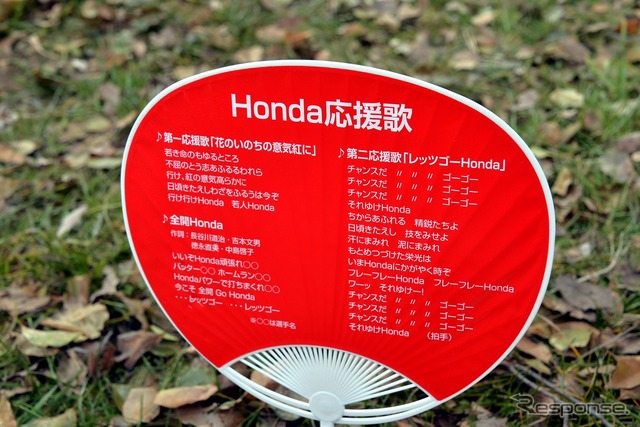 Honda応援歌
♪第一応援歌「花のいのちの意気紅に」
若き命のもゆるところ
不屈のとう志あふるるわれら
行け、紅の意気高らかに
日頃きたえしわざをふるうは今ぞ
行け行けHonda 若人Honda
♪全開Honda
作詞：長谷川直治・吉本文男
徳永直美・中島啓子
いいぞHonda頑張れ○○
バッター○○ ホームラン○○
Hondaパワーで打ちまくれ○○
今こそ 全開 Go Honda
･･･レッツゴー ･･･レッツゴー
※○○は選手名
♪第二応援歌「レッツゴーHonda」
チャンスだ 〃 〃 〃 ゴーゴー
チャンスだ 〃 〃 〃 ゴーゴー
チャンスだ 〃 〃 〃 ゴーゴー
それゆけHonda
ちからあふれる 精鋭たちよ
日頃きたえし 技をみせよ
汗にまみれ 泥にまみれ
もとめつづけた栄光は
いまHondaにかがやく時ぞ
フレーフレーHonda フレーフレーHonda
ワーッ それゆけー！
チャンスだ 〃 〃 〃 ゴーゴー
チャンスだ 〃 〃 〃 ゴーゴー
チャンスだ 〃 〃 〃 ゴーゴー
それゆけHonda （拍手）
Response.